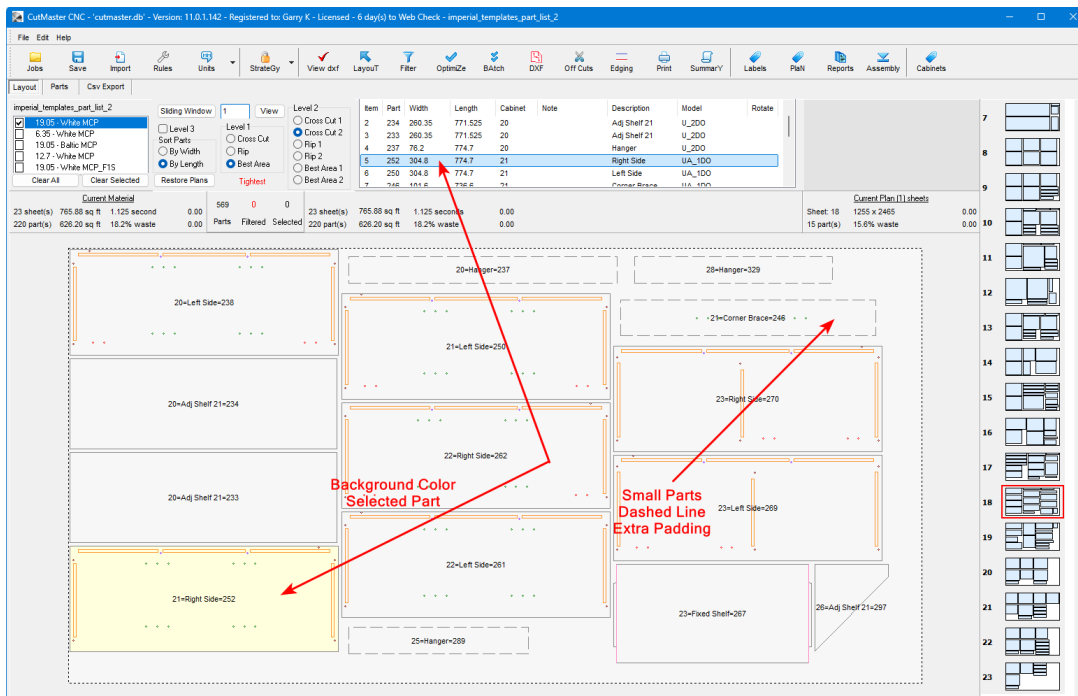 CutMaster CNC - 'cutmaster.db' - Version: 11.0.1.142 - Registered to: Garry K - Licensed - 6 day(s) to Web Check - imperial_templates_part_list_2
File Edit Help
Jobs Save Import Rules Units StrateGy View dxf LayouT Filter OptimiZe BAtch DXF Off Cuts Edging Print SummarY Labels PlaN Reports Assembly Cabinets
Layout Parts Csv Export
imperial_templates_part_list_2
19.05 - White MCP
6.35 - White MCP
19.05 - Baltic MCP
12.7 - White MCP
19.05 - White MCP_F1S
Clear All Clear Selected
Sliding Window 1 View
Level 3
Sort Parts
By Width
By Length
Restore Plans
Level 1
Cross Cut
Rip
Best Area
Tightest
Level 2
Cross Cut 1
Cross Cut 2
Rip 1
Rip 2
Best Area 1
Best Area 2
Item Part Width Length Cabinet Note Description Model Rotate
2 234 260.35 771.525 20 Adj Shelf 21 U_2DO
3 233 260.35 771.525 20 Adj Shelf 21 U_2DO
4 237 76.2 774.7 20 Hanger U_2DO
5 252 304.8 774.7 21 Right Side UA_1DO
6 250 304.8 774.7 21 Left Side UA_1DO
7 246 101.6 736.6 21 Corner Brace UA_1DO
Current Material
23 sheet(s) 765.88 sq ft 1.125 second 0.00
220 part(s) 626.20 sq ft 18.2% waste 0.00
569 0 0
Parts Filtered Selected
23 sheet(s) 765.88 sq ft 1.125 seconds 0.00
220 part(s) 626.20 sq ft 18.2% waste 0.00
Current Plan (1) sheets
Sheet: 18 1255 x 2465 0.00
15 part(s) 15.6% waste 0.00
20=Left Side=238
20=Adj Shelf 21=234
20=Adj Shelf 21=233
21=Right Side=252
20=Hanger=237
21=Left Side=250
22=Right Side=262
22=Left Side=261
25=Hanger=289
28=Hanger=329
21=Corner Brace=246
23=Right Side=270
23=Left Side=269
23=Fixed Shelf=267
26=Adj Shelf 21=297
Background Color
Selected Part
Small Parts
Dashed Line
Extra Padding
7
8
9
10
11
12
13
14
15
16
17
18
19
20
21
22
23